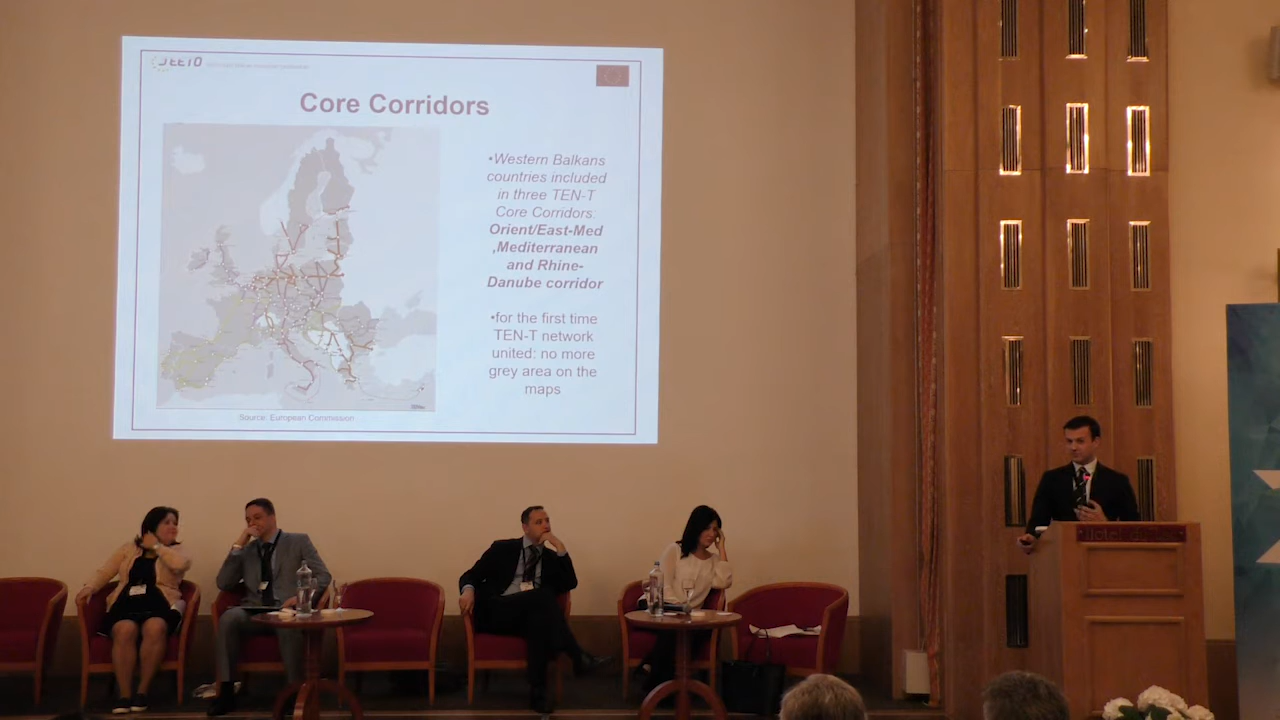 SEETO
Core Corridors
•Western Balkans
countries included
in three TEN-T
Core Corridors:
Orient/East-Med
,Mediterranean
and Rhine-
Danube corridor
•for the first time
TEN-T network
united: no more
grey area on the
maps
Source: European Commission